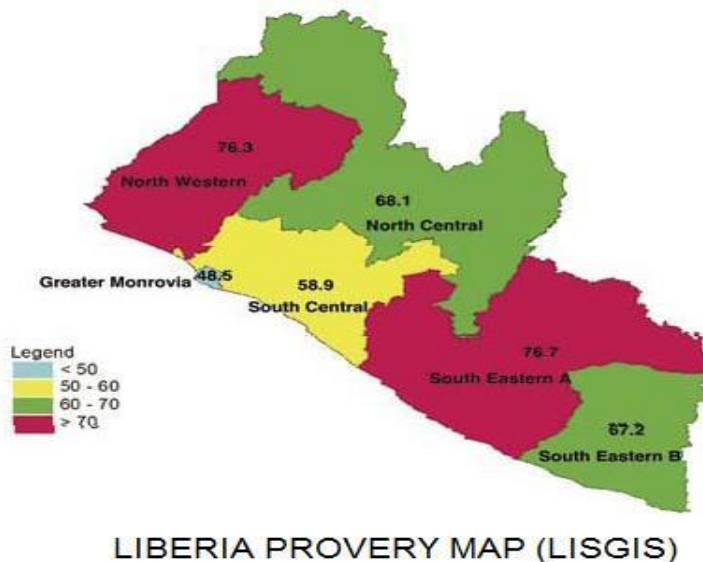 76.3
North Western
68.1
North Central
48.5
Greater Monrovia
58.9
South Central
76.7
South Eastern A
67.2
South Eastern B
Legend
< 50
50 - 60
60 - 70
> 70
LIBERIA PROVERY MAP (LISGIS)